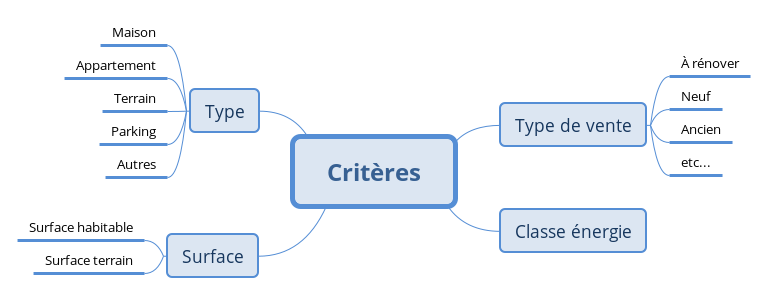 Critères
Type
Maison
Appartement
Terrain
Parking
Autres
Surface
Surface habitable
Surface terrain
Type de vente
À rénover
Neuf
Ancien
etc...
Classe énergie